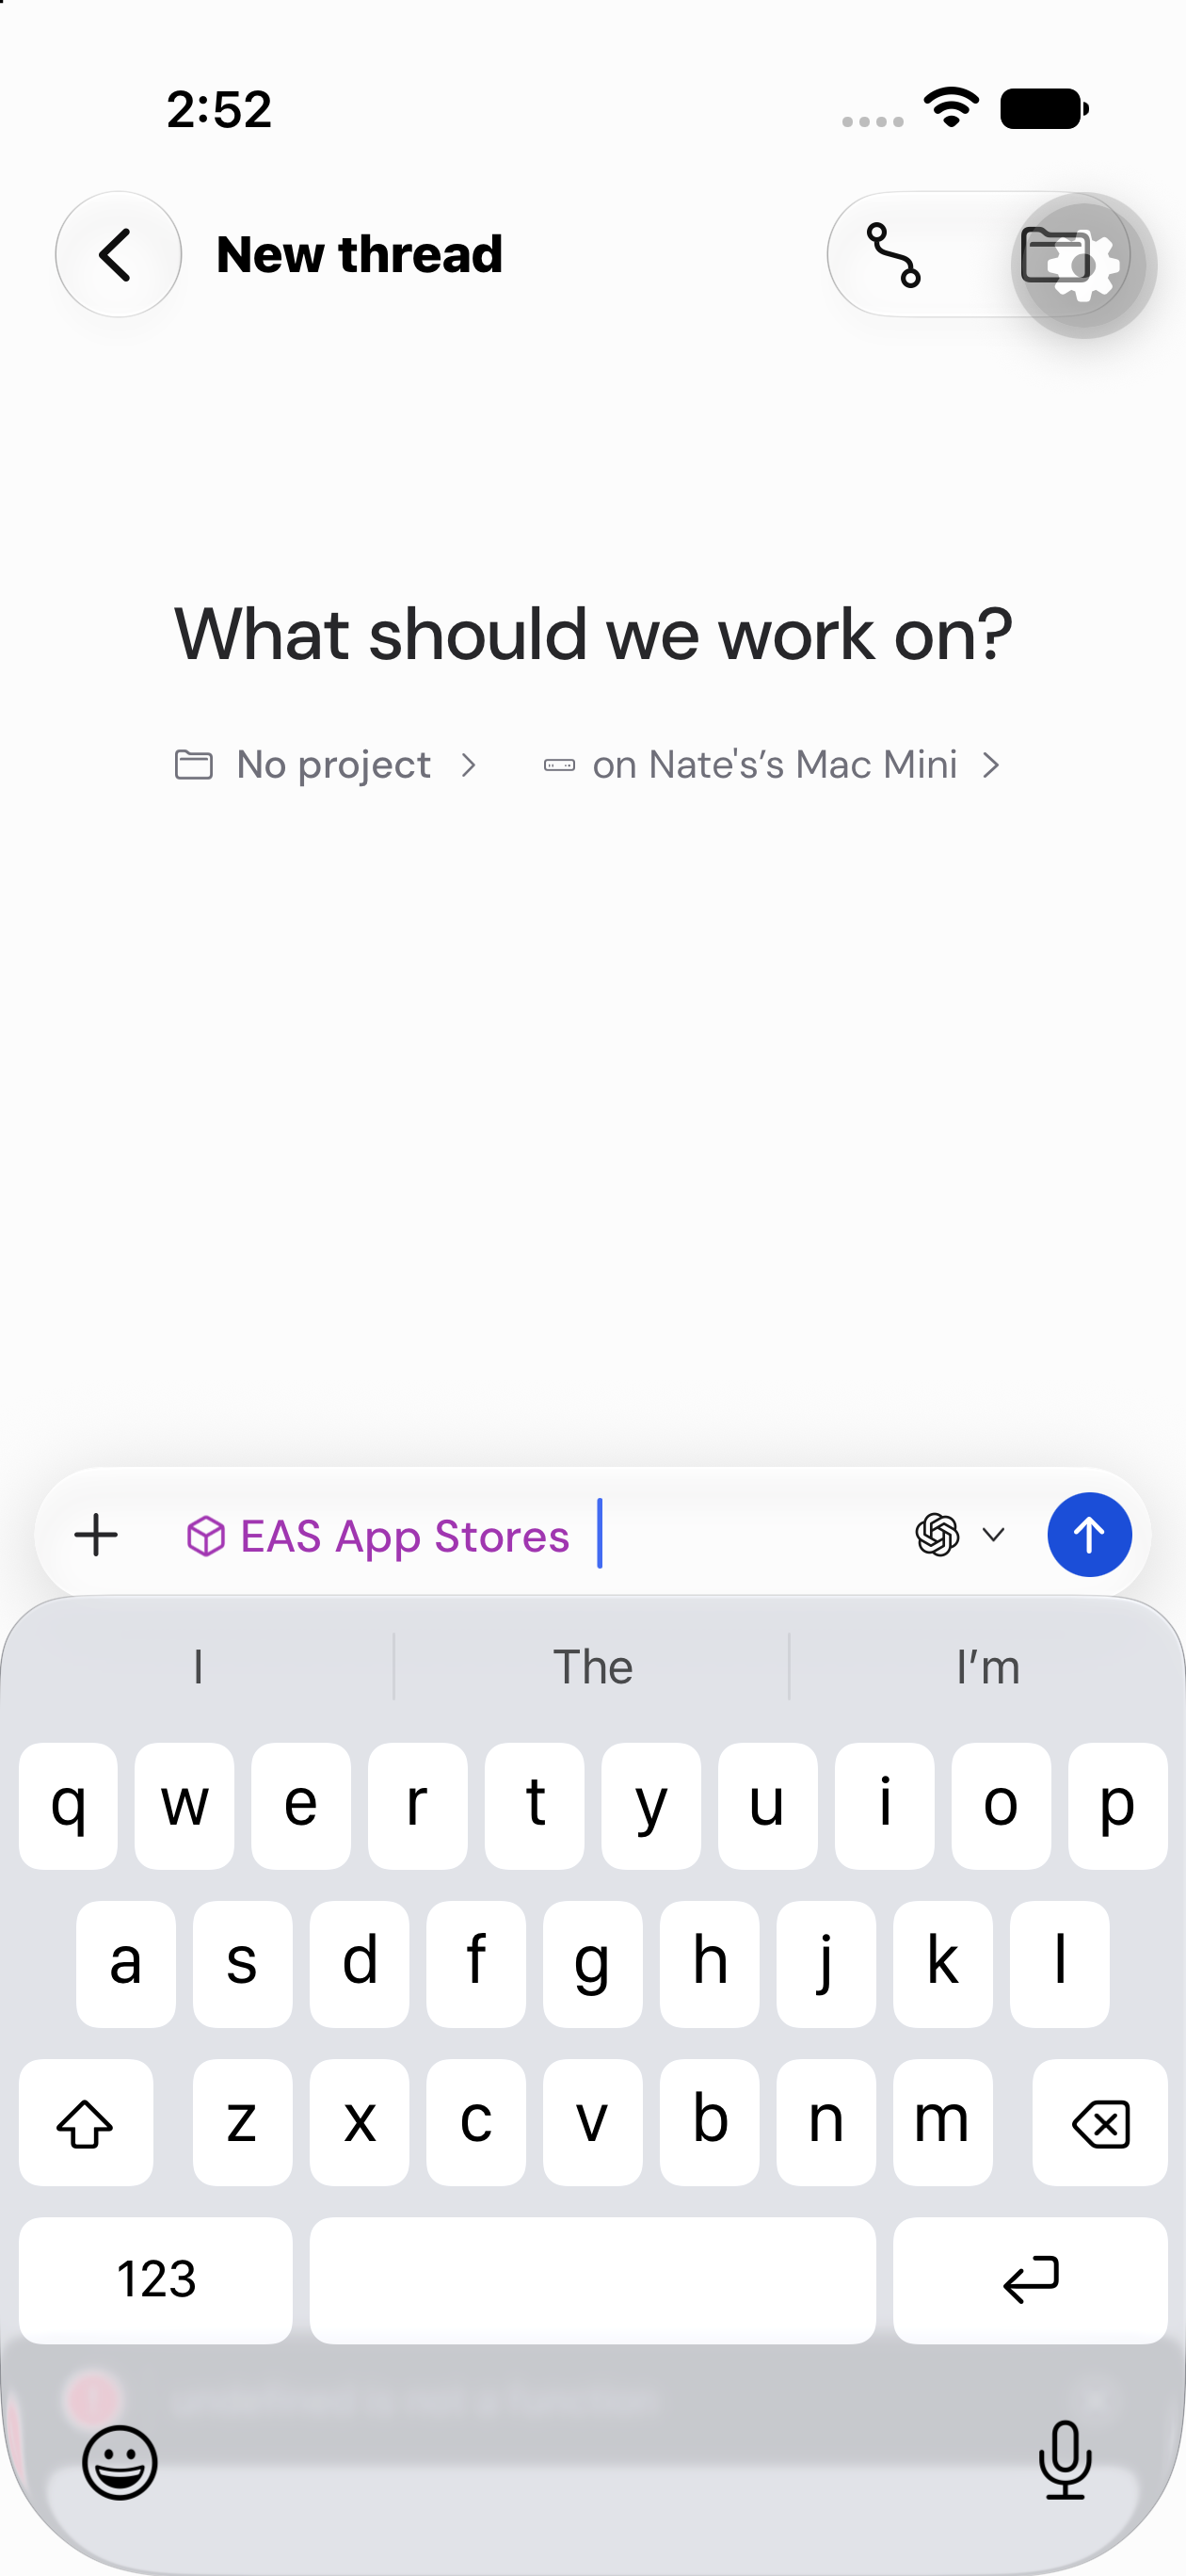 2:52
New thread
What should we work on?
No project
on Nate's’s Mac Mini
EAS App Stores
I The I’m
q w e r t y u i o p
a s d f g h j k l
z x c v b n m
123